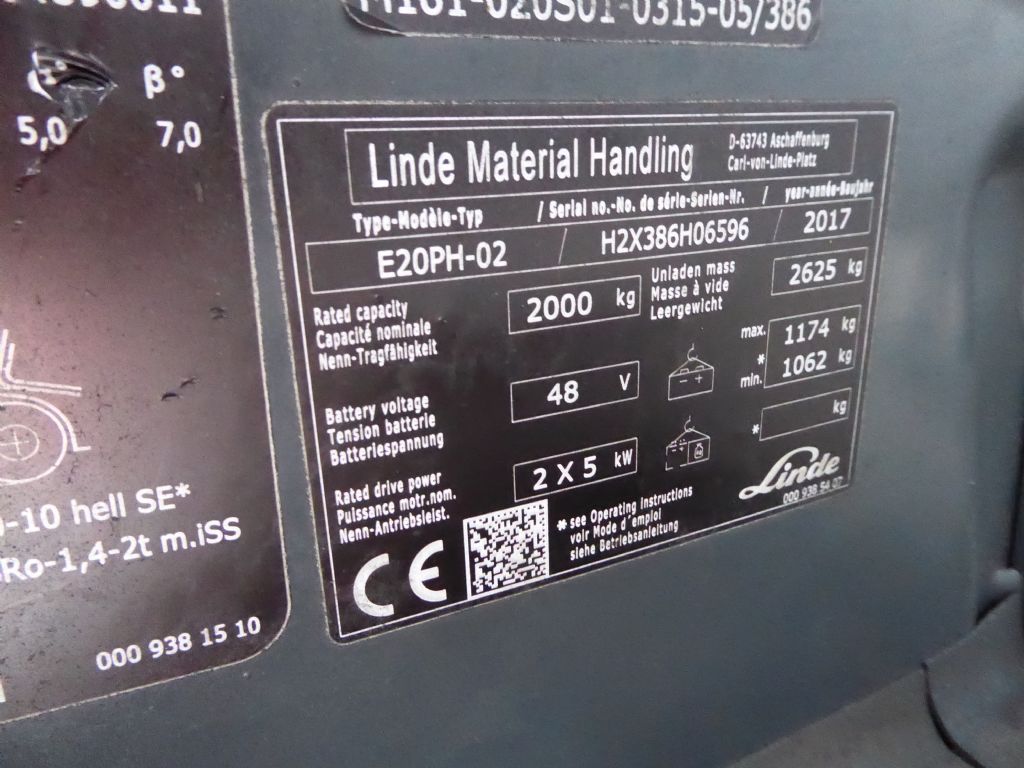 M161-020S01-0315-05/386
β°
5,0 7,0
-10 hell SE*
Ro-1,4-2t m.iSS
000 938 15 10
Linde Material Handling
D-63743 Aschaffenburg
Carl-von-Linde-Platz
Type-Modèle-Typ / Serial no.-No. de série-Serien-Nr. / year-année-Baujahr
E20PH-02 / H2X386H06596 / 2017
Rated capacity
Capacité nominale
Nenn-Tragfähigkeit
2000 kg
Unladen mass
Masse à vide
Leergewicht
2625 kg
Battery voltage
Tension batterie
Batteriespannung
48 V
max. 1174 kg
* 1062 kg
min.
Rated drive power
Puissance motr.nom.
Nenn-Antriebsleist.
2 X 5 kW
* kg
CE
* see Operating Instructions
voir Mode d'emploi
siehe Betriebsanleitung
Linde
000 938 54 07